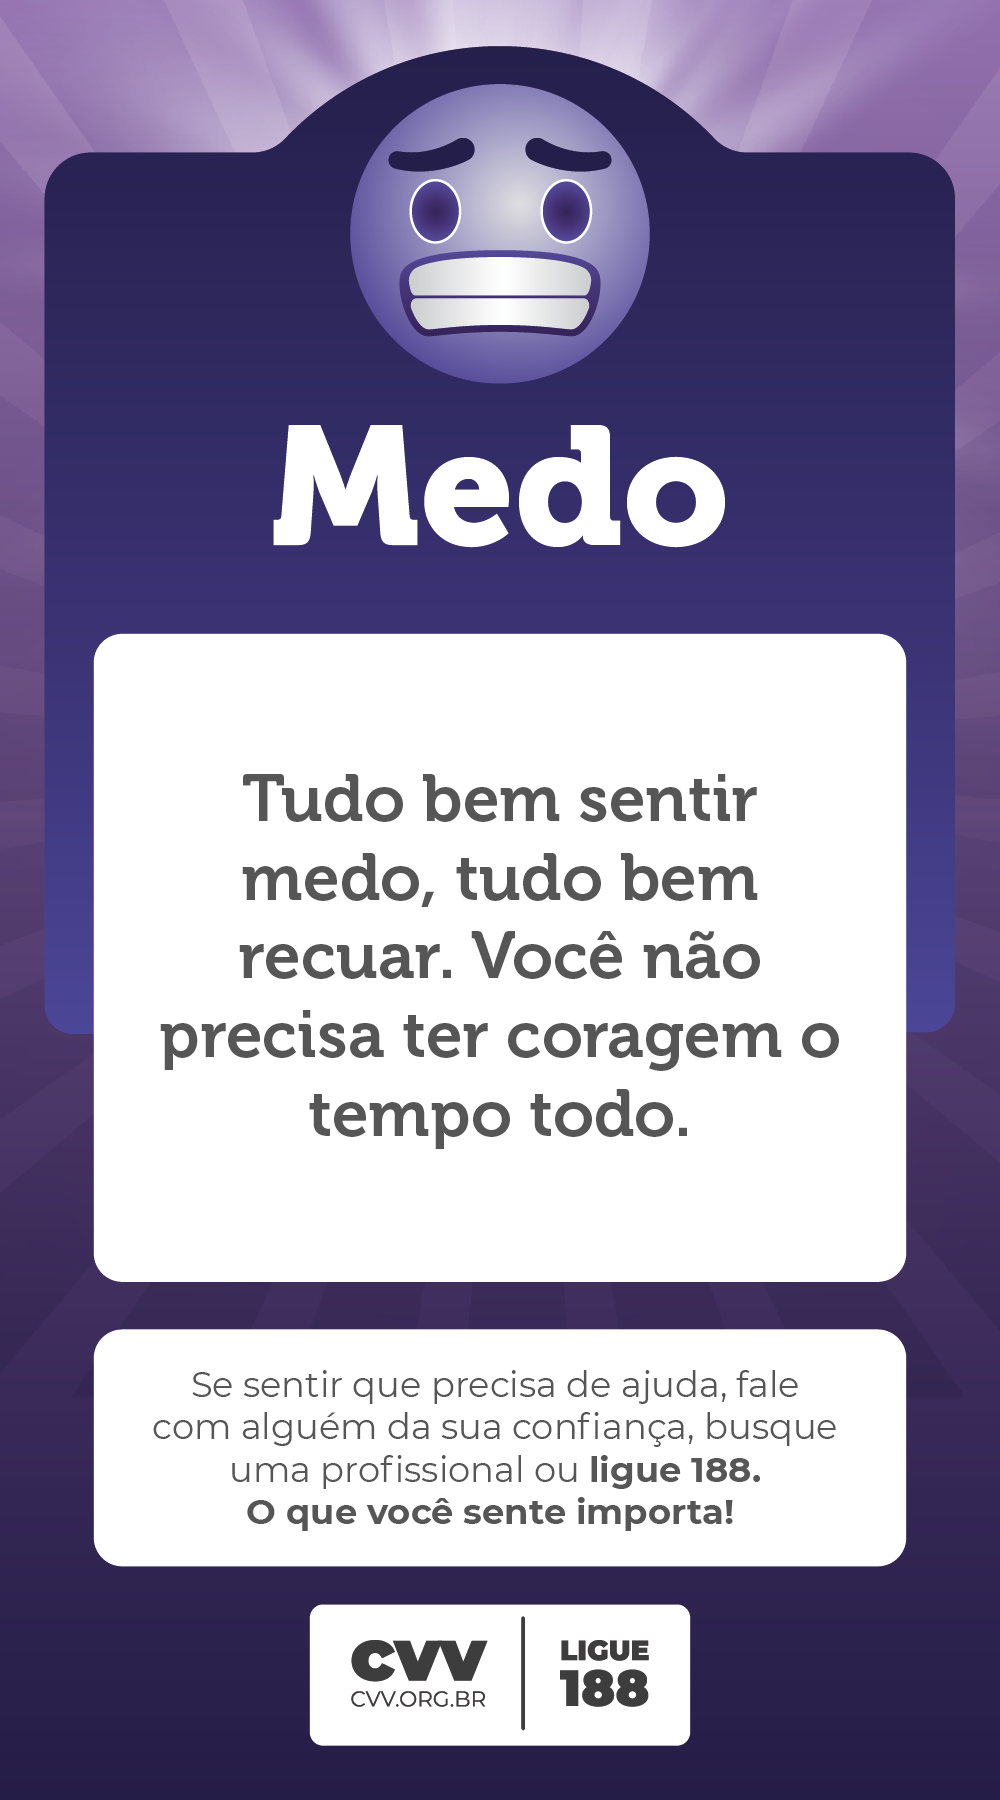 Medo
Tudo bem sentir
medo, tudo bem
recuar. Você não
precisa ter coragem o
tempo todo.
Se sentir que precisa de ajuda, fale
com alguém da sua confiança, busque
uma profissional ou ligue 188.
O que você sente importa!
CVV
CVV.ORG.BR
LIGUE
188